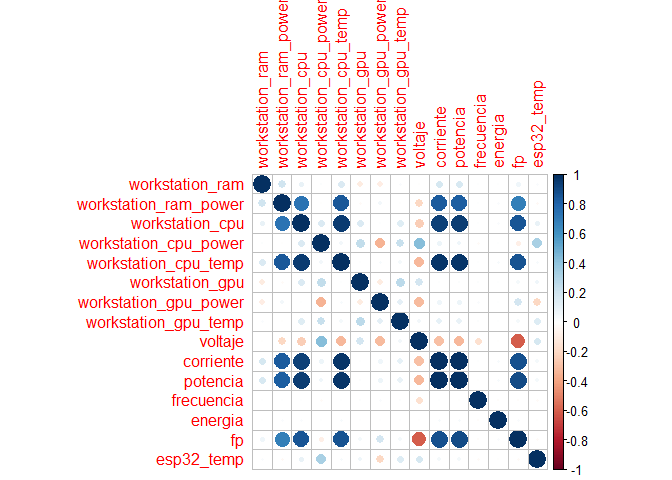 workstation_ram
workstation_ram_power
workstation_cpu
workstation_cpu_power
workstation_cpu_temp
workstation_gpu
workstation_gpu_power
workstation_gpu_temp
voltaje
corriente
potencia
frecuencia
energia
fp
esp32_temp
workstation_ram
workstation_ram_power
workstation_cpu
workstation_cpu_power
workstation_cpu_temp
workstation_gpu
workstation_gpu_power
workstation_gpu_temp
voltaje
corriente
potencia
frecuencia
energia
fp
esp32_temp
1
0.8
0.6
0.4
0.2
0
-0.2
-0.4
-0.6
-0.8
-1